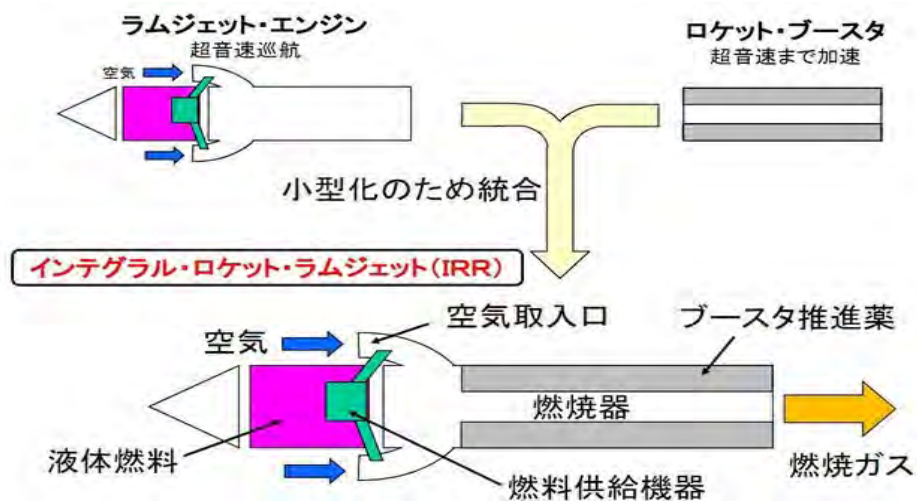 ラムジェット・エンジン
超音速巡航
空気
ロケット・ブースタ
超音速まで加速
小型化のため統合
インテグラル・ロケット・ラムジェット(IRR)
空気
空気取入口
ブースタ推進薬
燃焼器
液体燃料
燃料供給機器
燃焼ガス